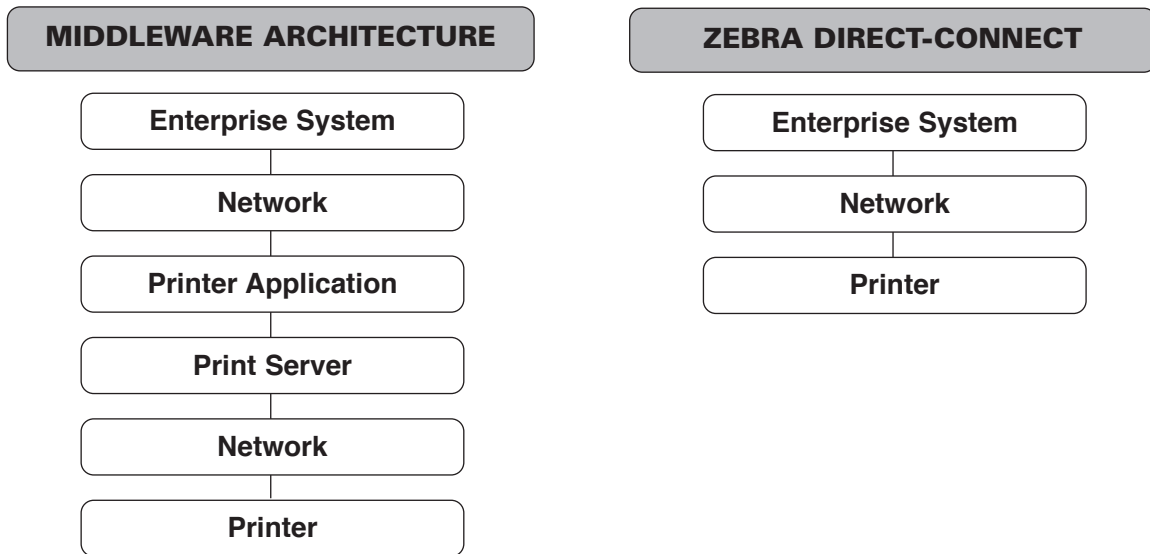 MIDDLEWARE ARCHITECTURE
Enterprise System
Network
Printer Application
Print Server
Network
Printer
ZEBRA DIRECT-CONNECT
Enterprise System
Network
Printer